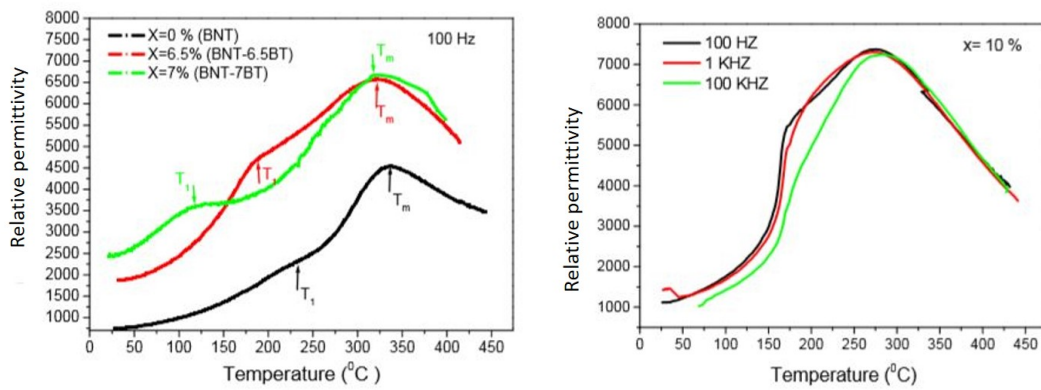 8000
7500
7000
6500
6000
5500
5000
4500
4000
3500
3000
2500
2000
1500
1000
Relative permittivity
X=0 % (BNT)
X=6.5% (BNT-6.5BT)
X=7% (BNT-7BT)
100 Hz
Tm
Tm
T1
T1
Tm
T1
0 50 100 150 200 250 300 350 400 450
Temperature (⁰C )
8000
7000
6000
5000
4000
3000
2000
1000
Relative permittivity
100 HZ
1 KHZ
100 KHZ
x= 10 %
0 50 100 150 200 250 300 350 400 450
Temperature (⁰C)